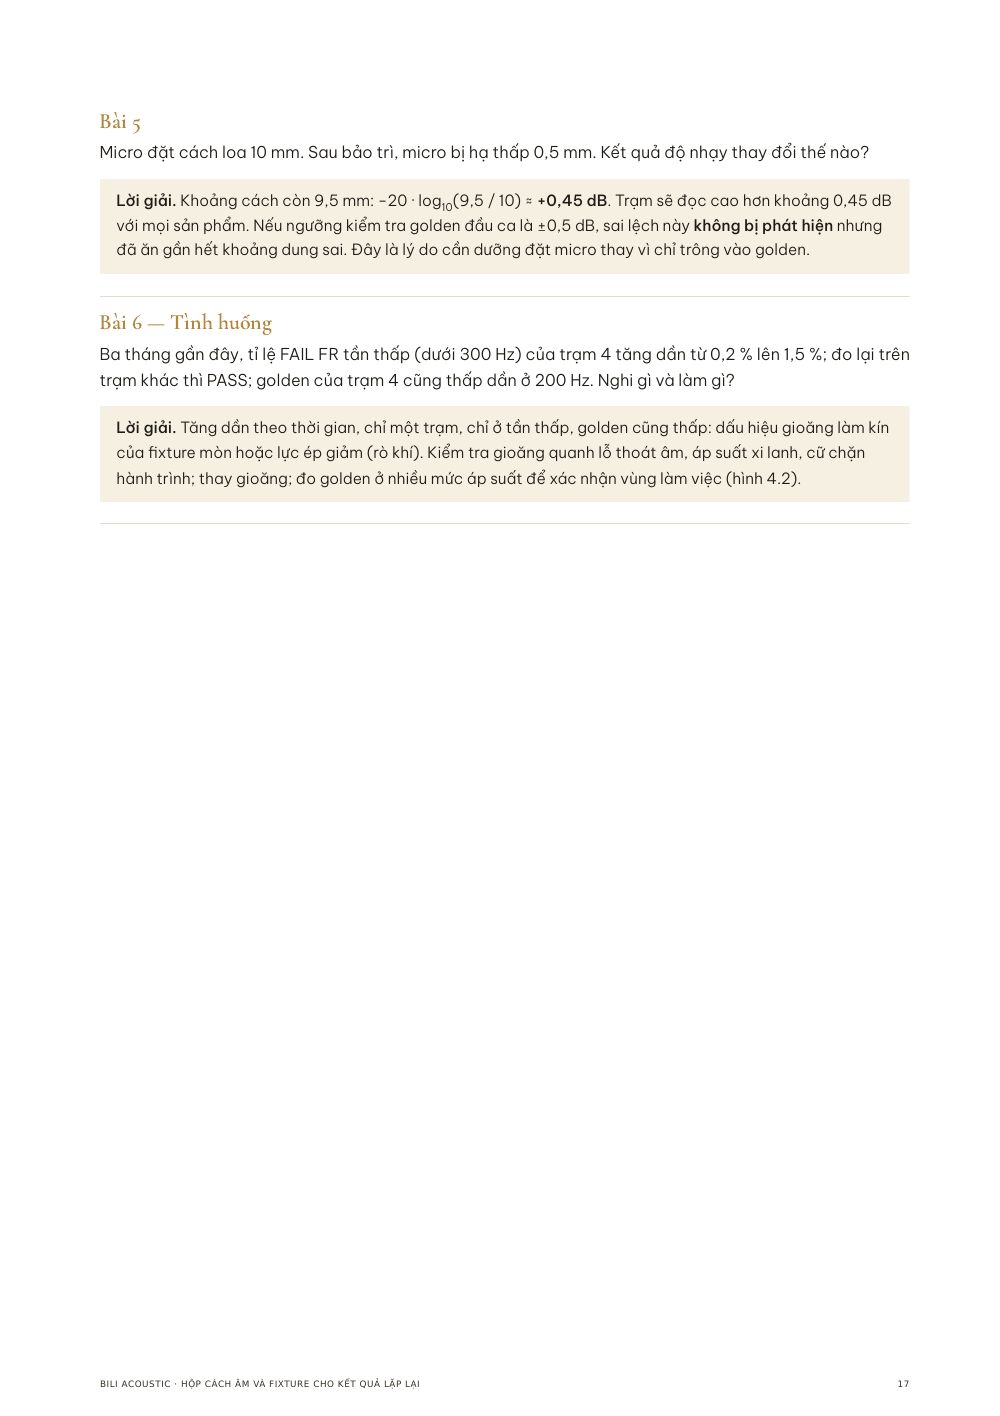 Bài 5
Micro đặt cách loa 10 mm. Sau bảo trì, micro bị hạ thấp 0,5 mm. Kết quả độ nhạy thay đổi thế nào?
Lời giải. Khoảng cách còn 9,5 mm: −20 · log₁₀(9,5 / 10) ≈ +0,45 dB. Trạm sẽ đọc cao hơn khoảng 0,45 dB
với mọi sản phẩm. Nếu ngưỡng kiểm tra golden đầu ca là ±0,5 dB, sai lệch này không bị phát hiện nhưng
đã ăn gần hết khoảng dung sai. Đây là lý do cần dưỡng đặt micro thay vì chỉ trông vào golden.
Bài 6 — Tình huống
Ba tháng gần đây, tỉ lệ FAIL FR tần thấp (dưới 300 Hz) của trạm 4 tăng dần từ 0,2 % lên 1,5 %; đo lại trên
trạm khác thì PASS; golden của trạm 4 cũng thấp dần ở 200 Hz. Nghi gì và làm gì?
Lời giải. Tăng dần theo thời gian, chỉ một trạm, chỉ ở tần thấp, golden cũng thấp: dấu hiệu gioăng làm kín
của fixture mòn hoặc lực ép giảm (rò khí). Kiểm tra gioăng quanh lỗ thoát âm, áp suất xi lanh, cữ chặn
hành trình; thay gioăng; đo golden ở nhiều mức áp suất để xác nhận vùng làm việc (hình 4.2).
BILI ACOUSTIC · HỘP CÁCH ÂM VÀ FIXTURE CHO KẾT QUẢ LẶP LẠI
17